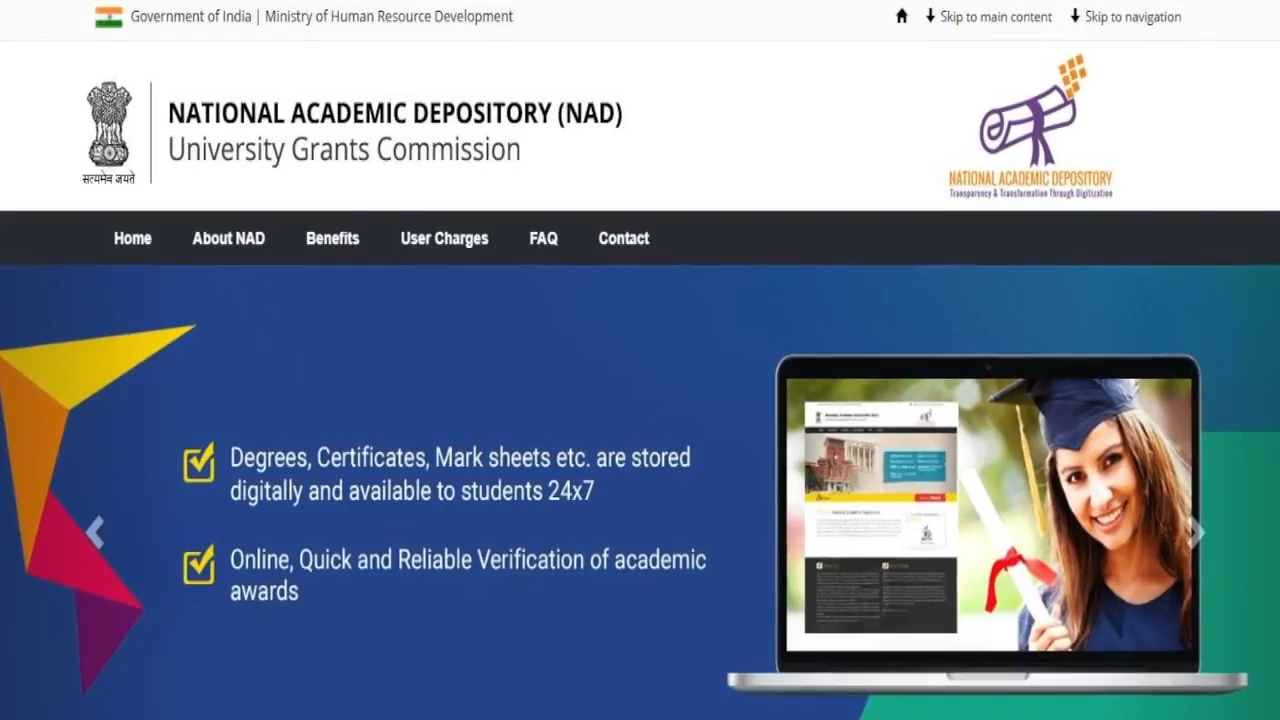 Government of India | Ministry of Human Resource Development
Skip to main content
Skip to navigation
NATIONAL ACADEMIC DEPOSITORY (NAD)
University Grants Commission
सत्यमेव जयते
NATIONAL ACADEMIC DEPOSITORY
Transparency & Transformation Through Digitization
Home
About NAD
Benefits
User Charges
FAQ
Contact
Degrees, Certificates, Mark sheets etc. are stored
digitally and available to students 24x7
Online, Quick and Reliable Verification of academic
awards